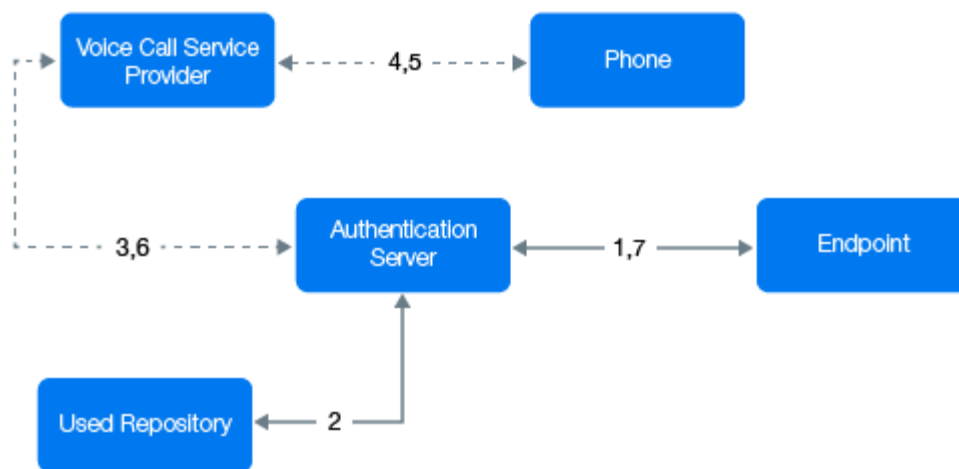 Voice Call Service
Provider
4,5
Phone
3,6
Authentication
Server
1,7
Endpoint
Used Repository
2